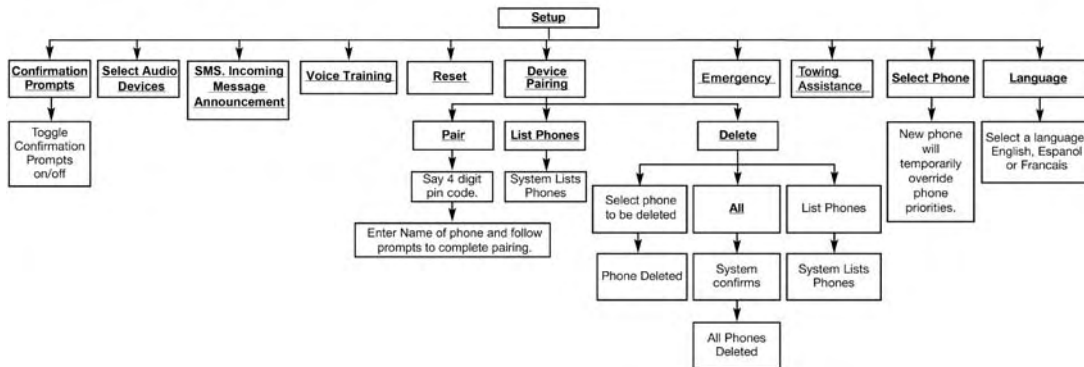 Setup
Confirmation
Prompts
Select Audio
Devices
SMS. Incoming
Message
Announcement
Voice Training
Reset
Device
Pairing
Emergency
Towing
Assistance
Select Phone
Language
Toggle
Confirmation
Prompts
on/off
Pair
List Phones
Delete
New phone
will
temporarily
override
phone
priorities.
Select a language
English, Espanol
or Francais
Say 4 digit
pin code.
System Lists
Phones
Select phone
to be deleted
All
List Phones
Enter Name of phone and follow
prompts to complete pairing.
Phone Deleted
System
confirms
System Lists
Phones
All Phones
Deleted